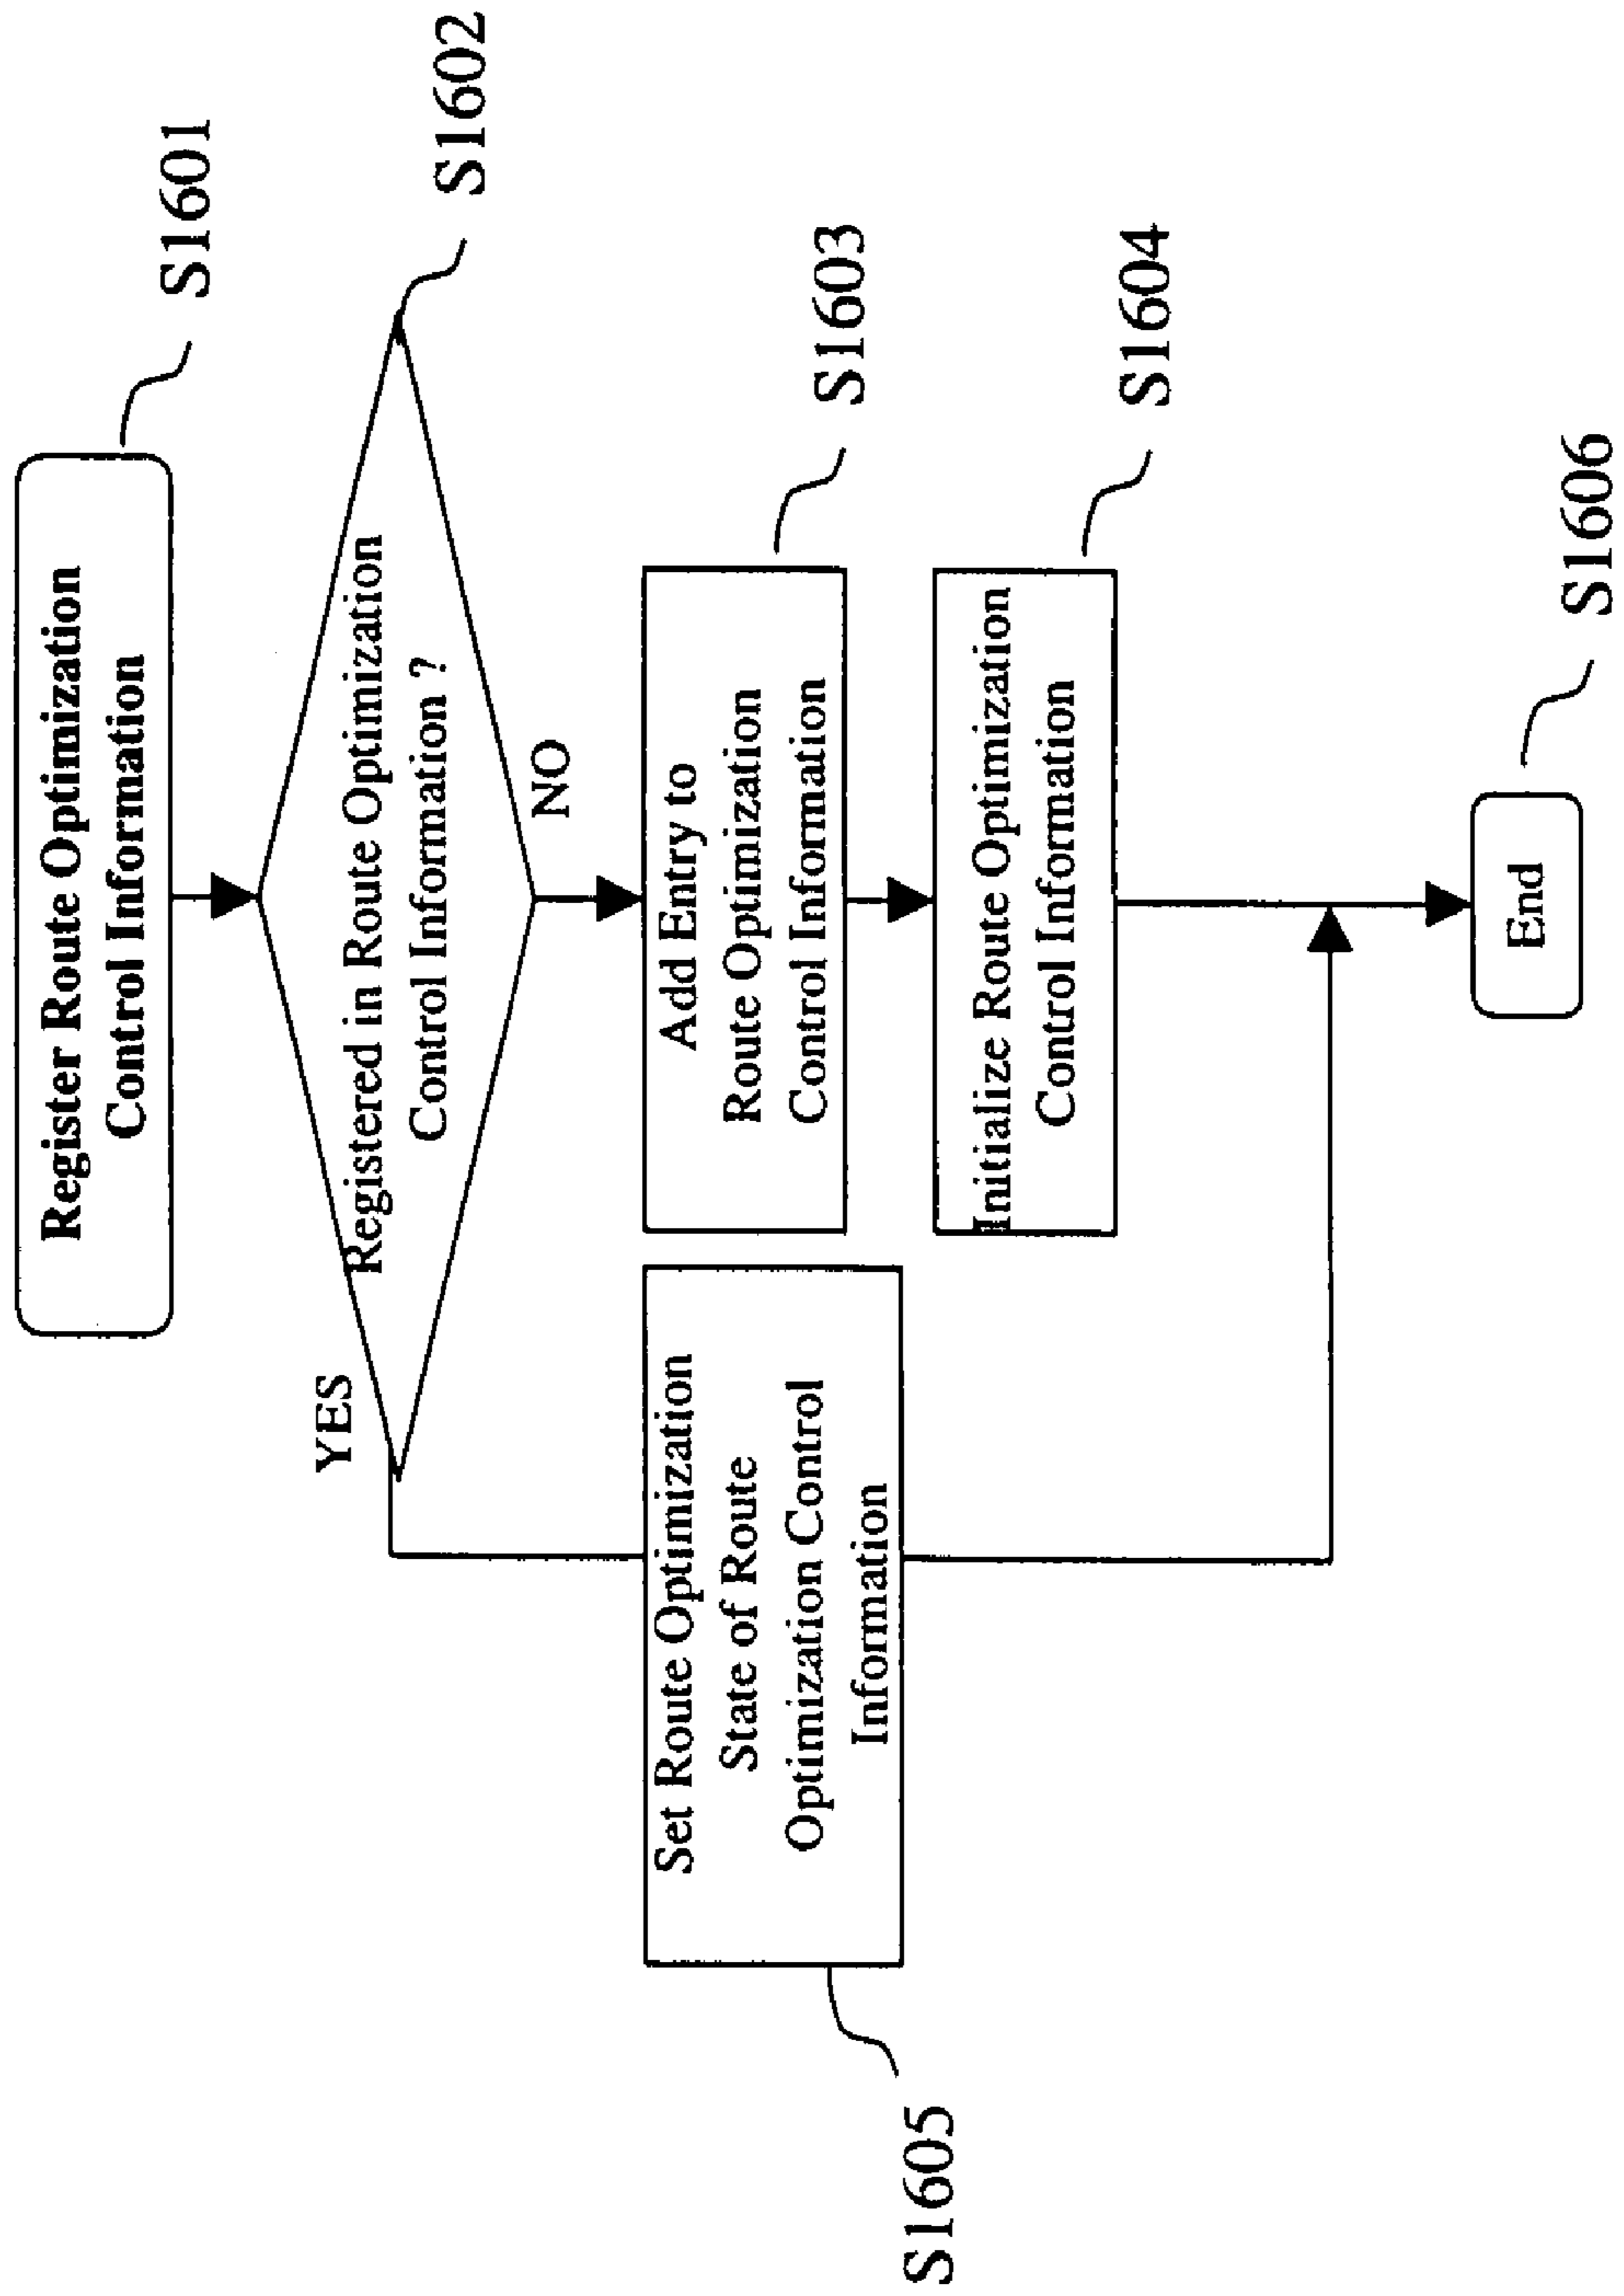 Register Route Optimization
Control Information
S1601
Registered in Route Optimization
Control Information ?
S1602
YES
NO
Add Entry to
Route Optimization
Control Information
S1603
Set Route Optimization
State of Route
Optimization Control
Information
S1605
Initialize Route Optimization
Control Information
S1604
End
S1606